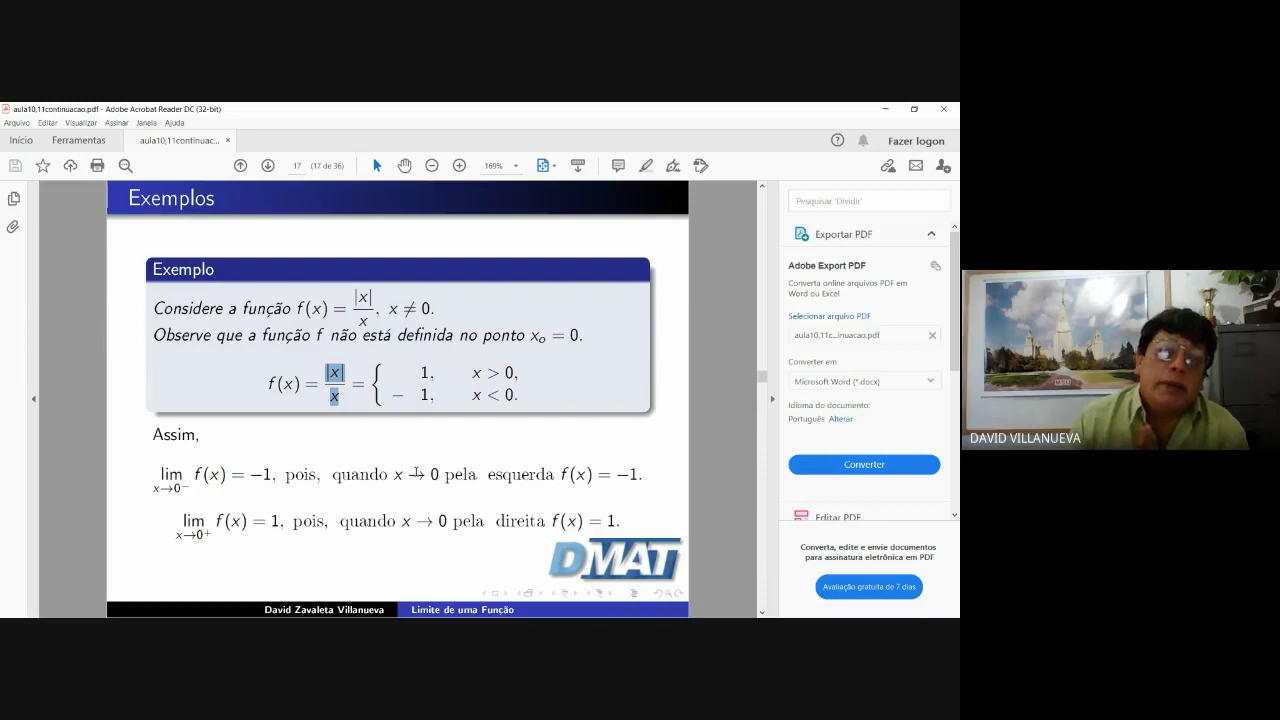 aula10,11continuacao.pdf - Adobe Acrobat Reader DC (32-bit)
Arquivo Editar Visualizar Assinar Janela Ajuda
Início Ferramentas aula10,11continuac... ×
Fazer logon
17 (17 de 36) 169%
Exemplos
Exemplo
Considere a função f(x) = |x|/x, x ≠ 0.
Observe que a função f não está definida no ponto x₀ = 0.
f(x) = |x|/x = { 1, x > 0,
− 1, x < 0.
Assim,
lim x→0⁻ f(x) = −1, pois, quando x → 0 pela esquerda f(x) = −1.
lim x→0⁺ f(x) = 1, pois, quando x → 0 pela direita f(x) = 1.
DMAT
David Zavaleta Villanueva Limite de uma Função
Pesquisar 'Dividir'
Exportar PDF
Adobe Export PDF
Converta online arquivos PDF em
Word ou Excel
Selecionar arquivo PDF
aula10,11c...inuacao.pdf
Converter em
Microsoft Word (*.docx)
Idioma do documento:
Português Alterar
Converter
Editar PDF
Converta, edite e envie documentos
para assinatura eletrônica em PDF
Avaliação gratuita de 7 dias
DAVID VILLANUEVA